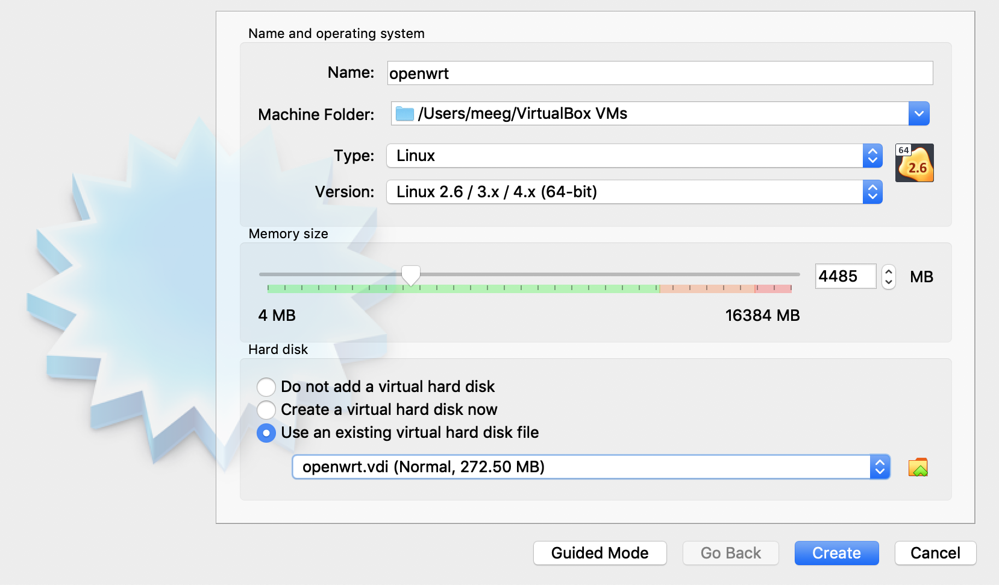 Name and operating system
Name: openwrt
Machine Folder: /Users/meeg/VirtualBox VMs
Type: Linux
64
2.6
Version: Linux 2.6 / 3.x / 4.x (64-bit)
Memory size
4485 MB
4 MB 16384 MB
Hard disk
Do not add a virtual hard disk
Create a virtual hard disk now
Use an existing virtual hard disk file
openwrt.vdi (Normal, 272.50 MB)
Guided Mode Go Back Create Cancel